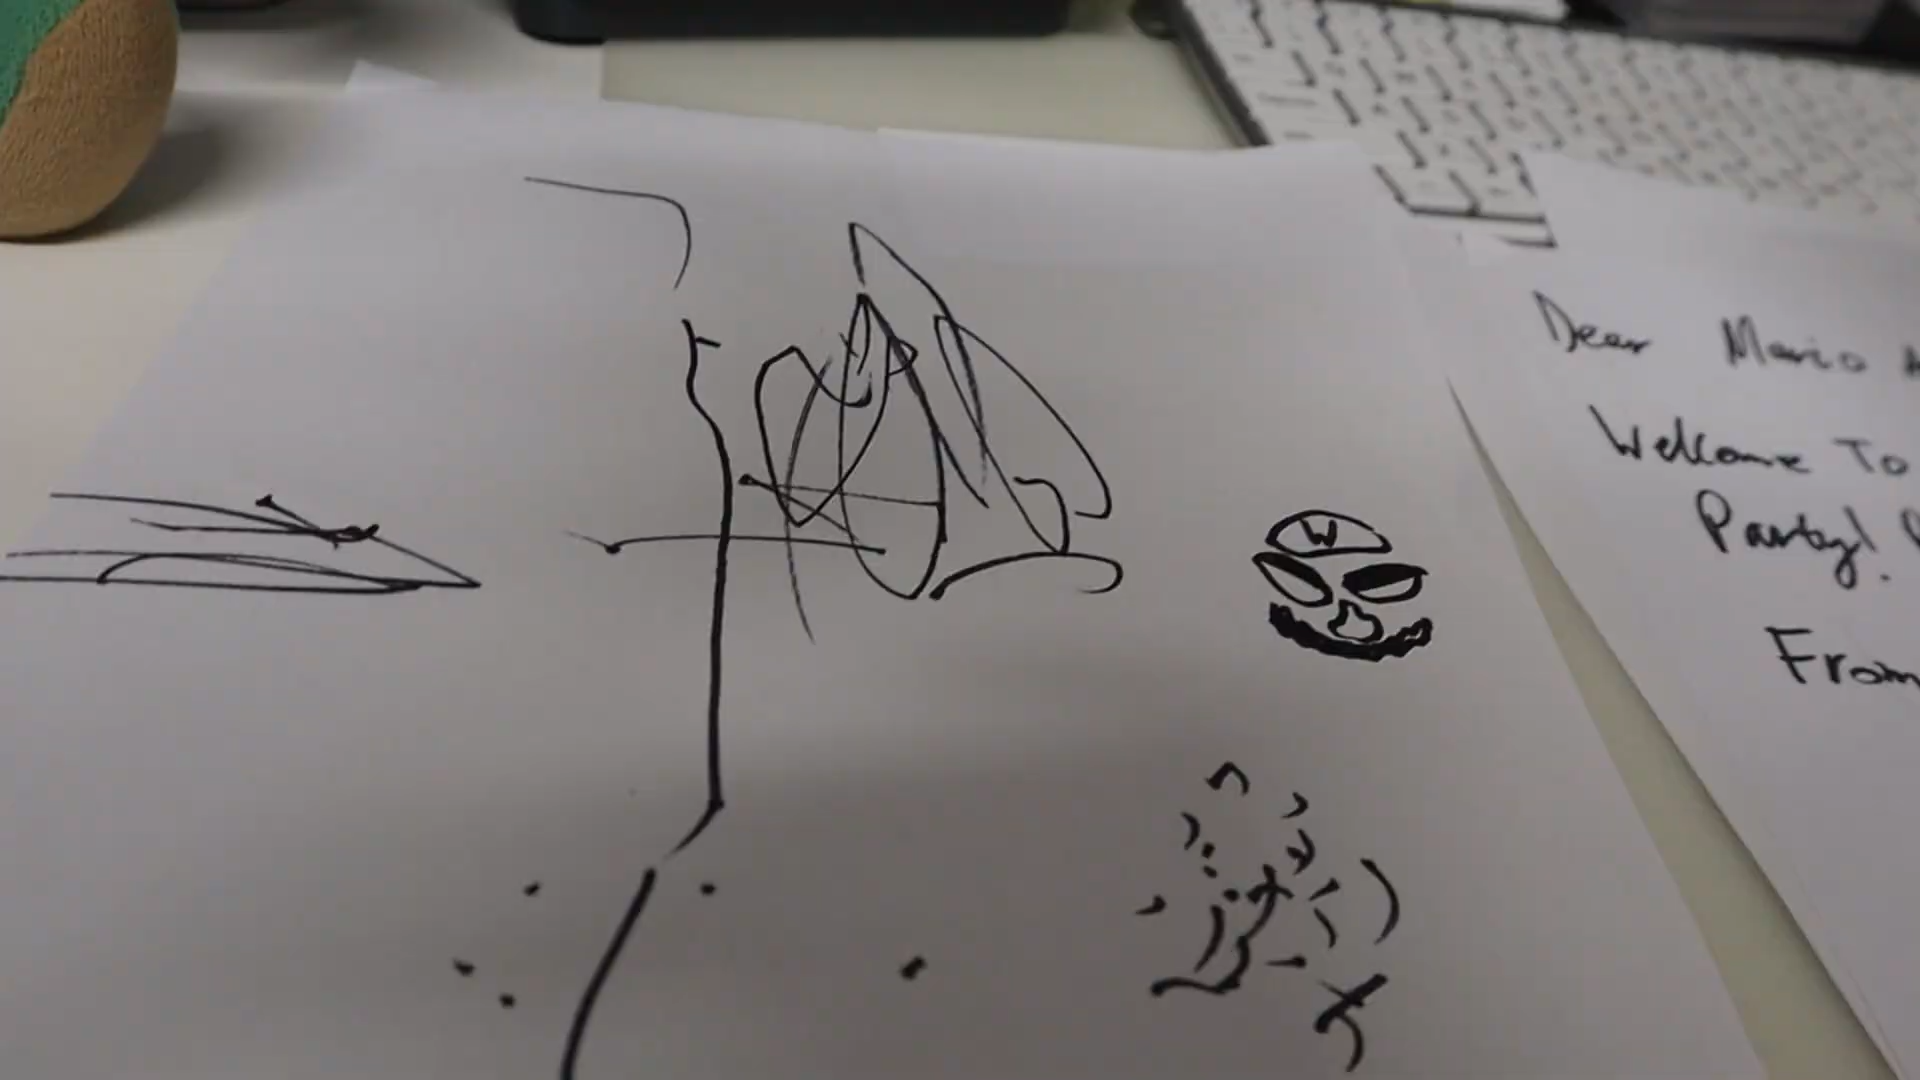 W
Dear Mario
Welcome To
Party!
From